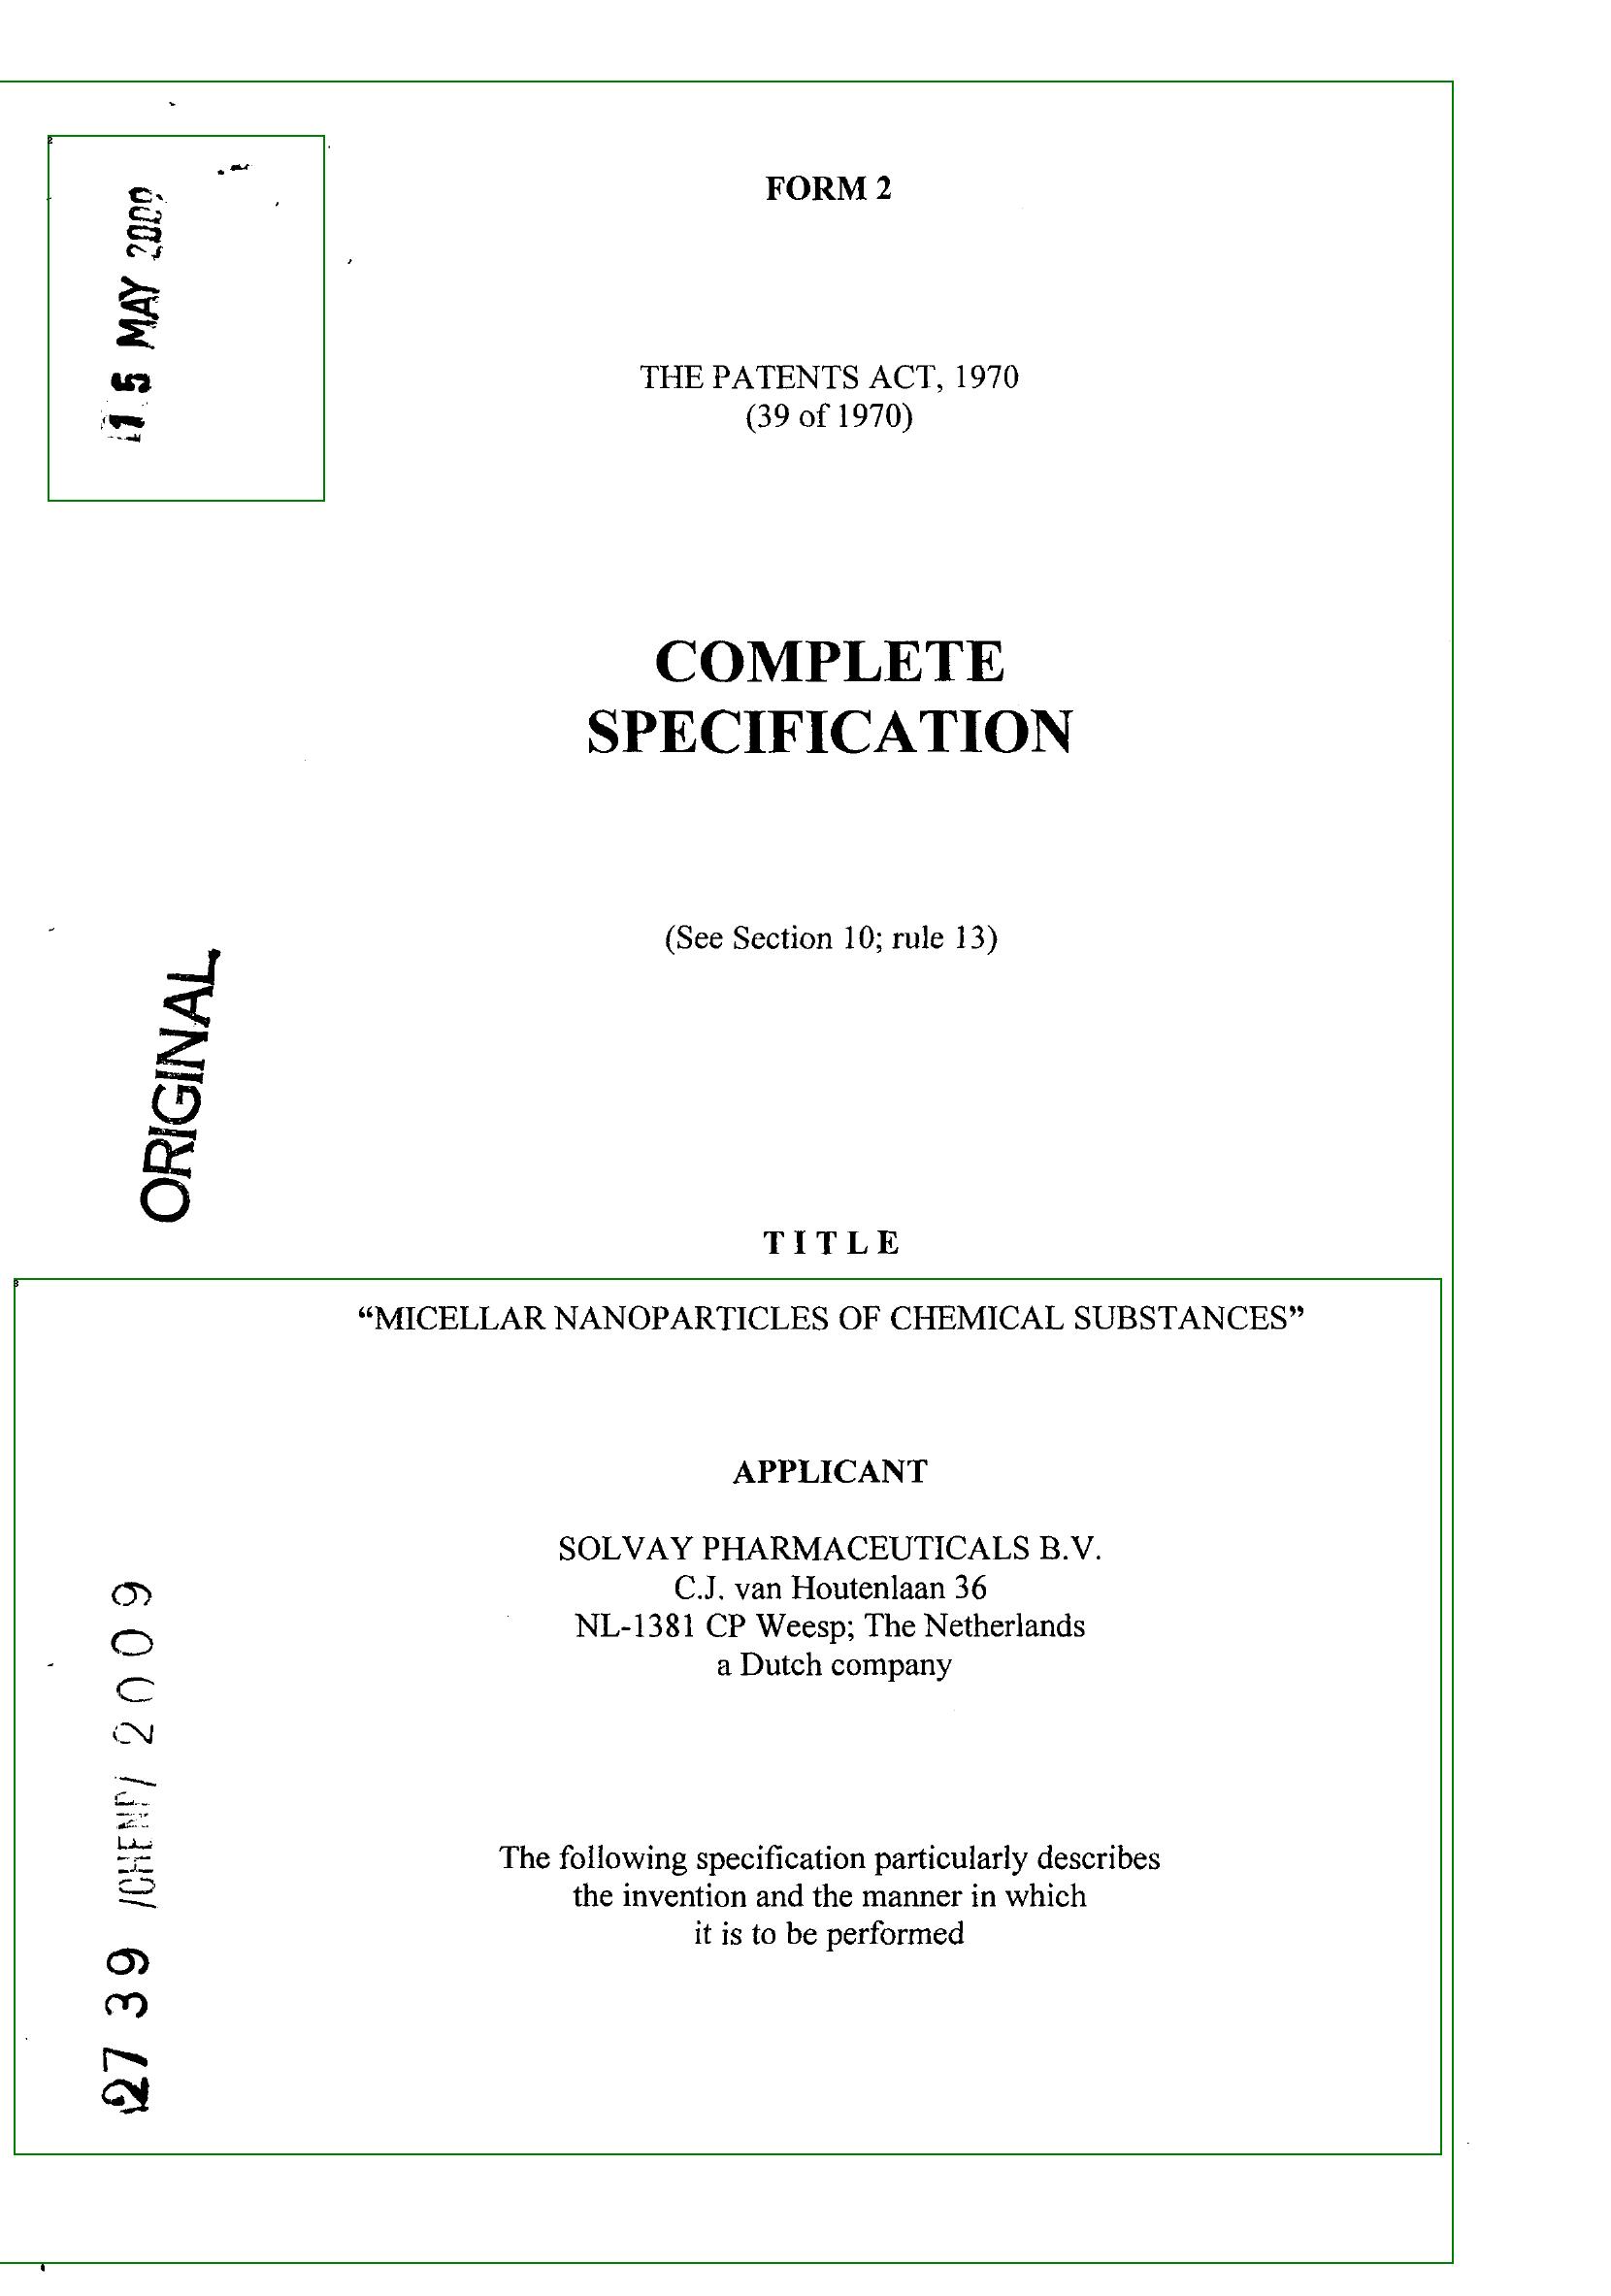 15 MAY 2009
FORM 2
THE PATENTS ACT, 1970
(39 of 1970)
COMPLETE
SPECIFICATION
(See Section 10; rule 13)
ORIGINAL
TITLE
“MICELLAR NANOPARTICLES OF CHEMICAL SUBSTANCES”
APPLICANT
SOLVAY PHARMACEUTICALS B.V.
C.J. van Houtenlaan 36
NL-1381 CP Weesp; The Netherlands
a Dutch company
2739 /CHENP/ 2009
The following specification particularly describes
the invention and the manner in which
it is to be performed